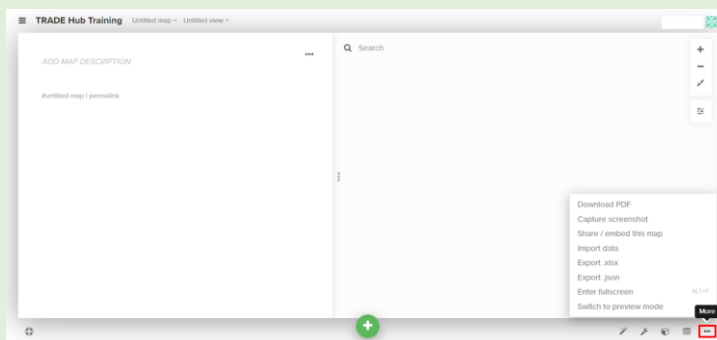 TRADE Hub Training Untitled map Untitled view
ADD MAP DESCRIPTION
#untitled-map / permalink
Search
Download PDF
Capture screenshot
Share / embed this map
Import data
Export .xlsx
Export .json
Enter fullscreen ALT+F
Switch to preview mode
More